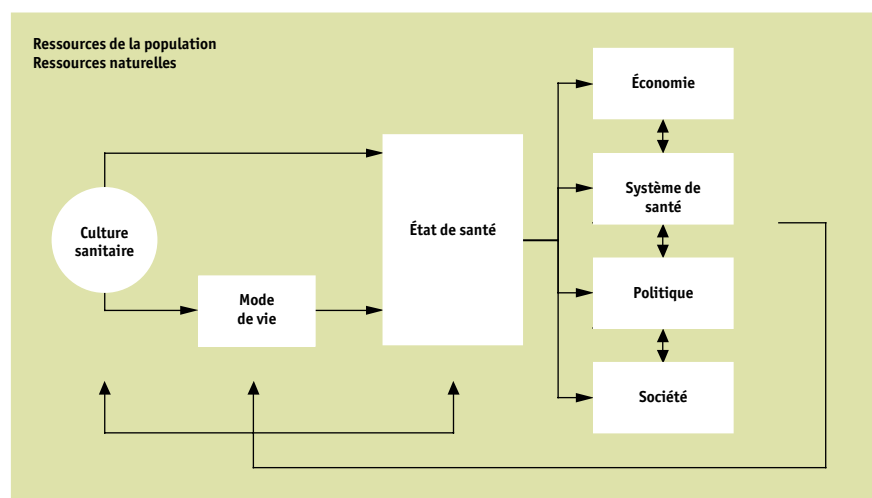 Ressources de la population
Ressources naturelles
Culture
sanitaire
Mode
de vie
État de santé
Économie
Système de
santé
Politique
Société